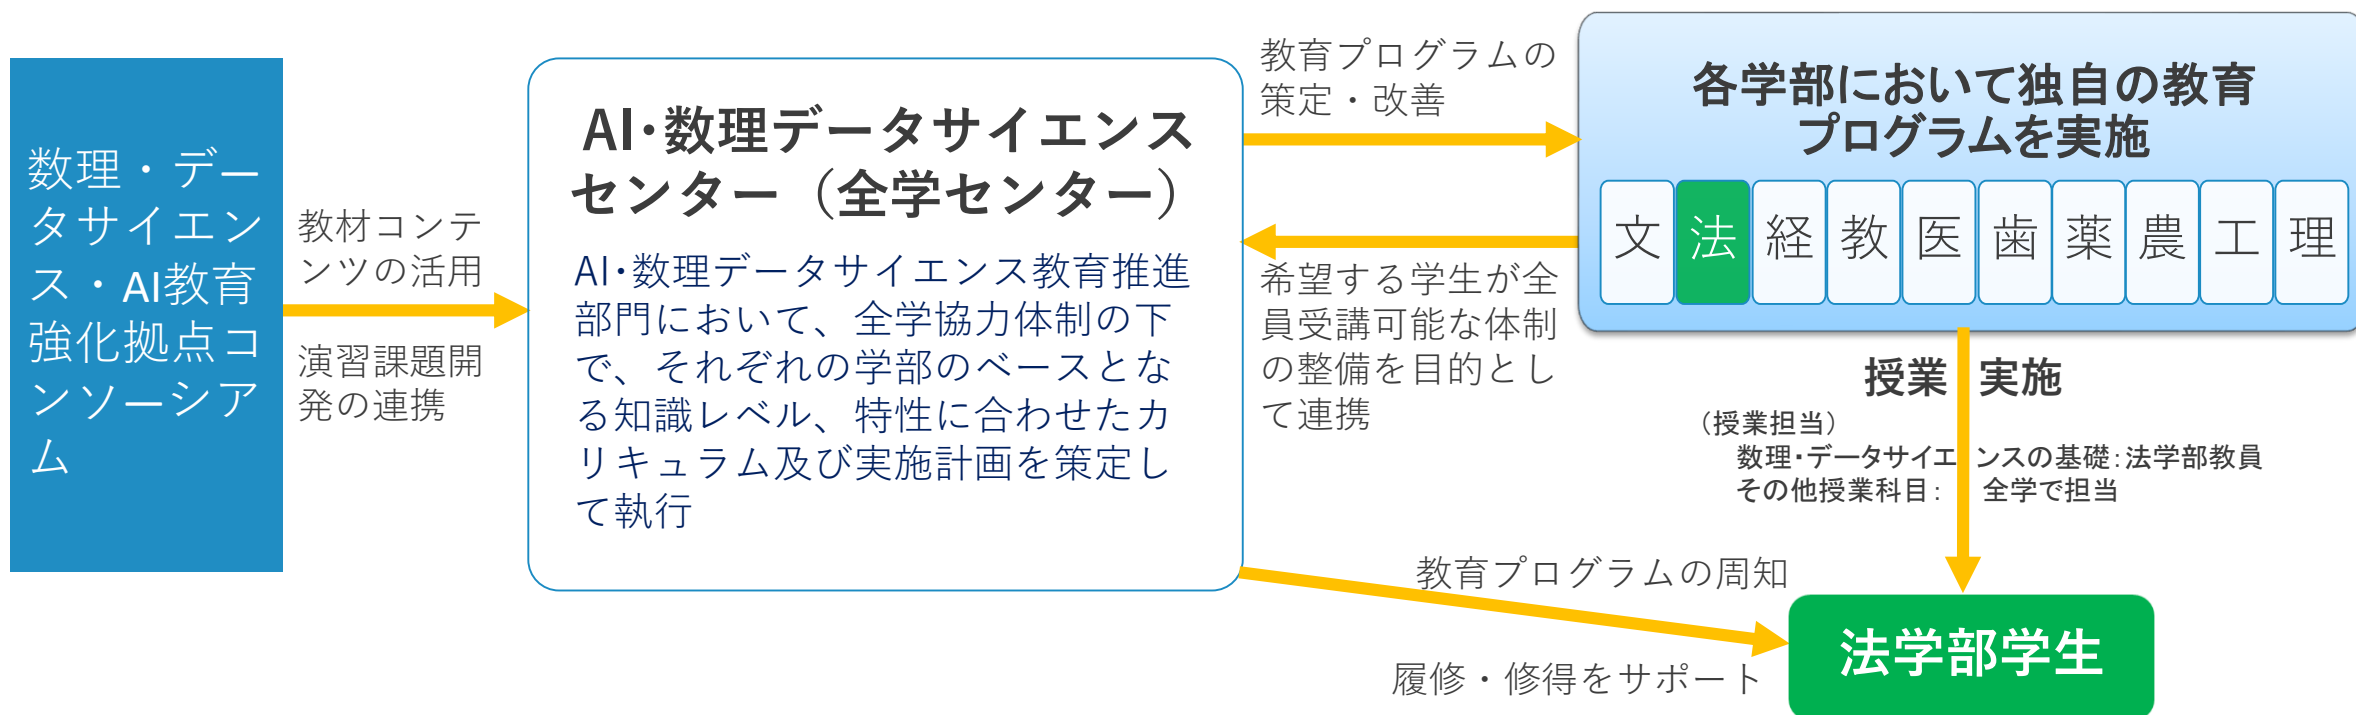 数理・デー
タサイエン
ス・AI教育
強化拠点コ
ンソーシア
ム
教材コンテ
ンツの活用
演習課題開
発の連携
AI・数理データサイエンス
センター（全学センター）
AI・数理データサイエンス教育推進
部門において、全学協力体制の下
で、それぞれの学部のベースとな
る知識レベル、特性に合わせたカ
リキュラム及び実施計画を策定し
て執行
教育プログラムの
策定・改善
希望する学生が全
員受講可能な体制
の整備を目的とし
て連携
各学部において独自の教育
プログラムを実施
文 法 経 教 医 歯 薬 農 工 理
授業 実施
（授業担当）
数理・データサイエンスの基礎：法学部教員
その他授業科目： 全学で担当
教育プログラムの周知
履修・修得をサポート
法学部学生